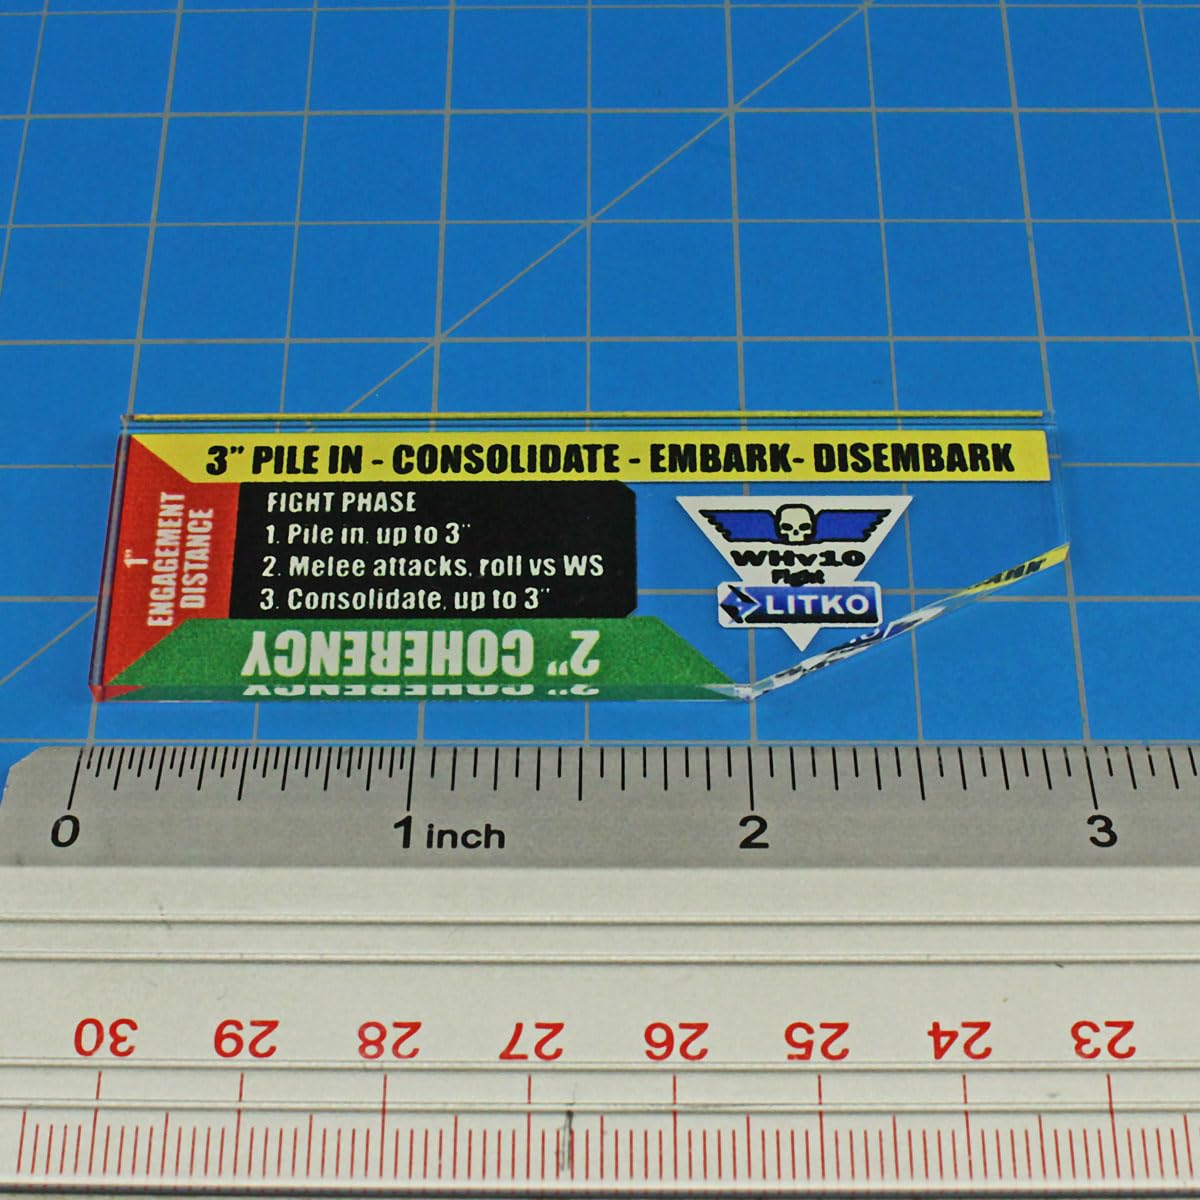 3" PILE IN - CONSOLIDATE - EMBARK- DISEMBARK
1"
ENGAGEMENT
DISTANCE
FIGHT PHASE
1. Pile in, up to 3"
2. Melee attacks, roll vs WS
3. Consolidate, up to 3"
2" COHERENCY
WHv10
Fight
LITKO
0 1 inch 2 3
30 29 28 27 26 25 24 23